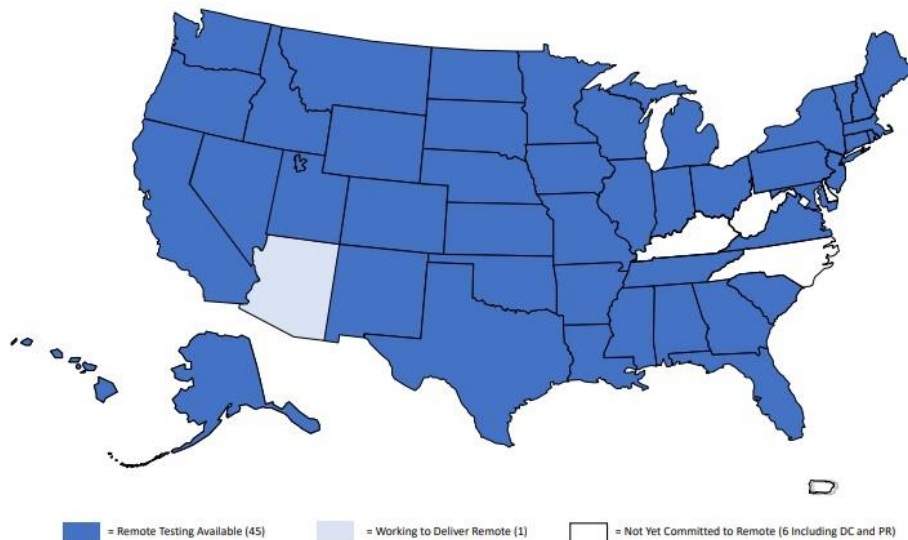 = Remote Testing Available (45) = Working to Deliver Remote (1) = Not Yet Committed to Remote (6 Including DC and PR)